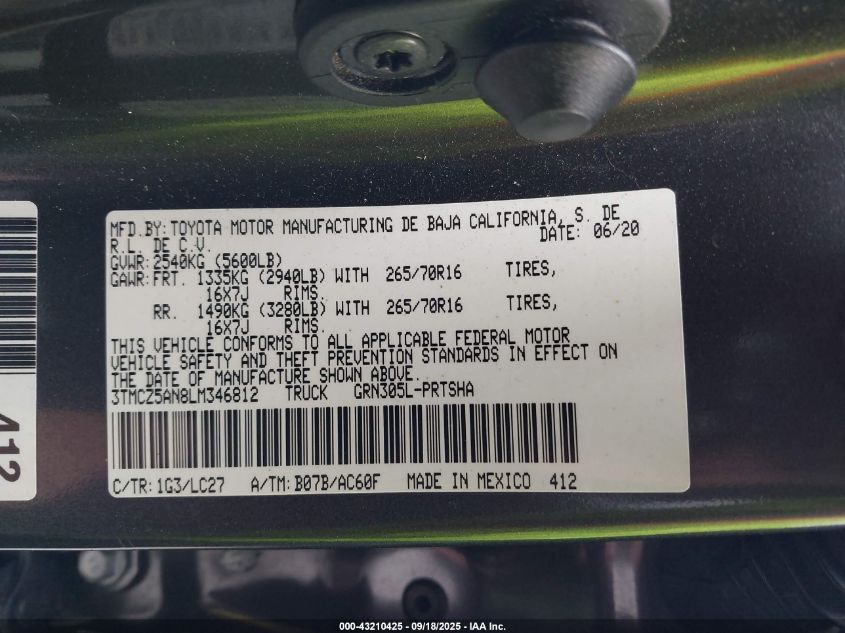 MFD.BY: TOYOTA MOTOR MANUFACTURING DE BAJA CALIFORNIA, S. DE
R.L. DE C.V. DATE: 06/20
GVWR: 2540KG (5600LB)
GAWR: FRT. 1335KG (2940LB) WITH 265/70R16 TIRES,
16X7J RIMS.
RR. 1490KG (3280LB) WITH 265/70R16 TIRES,
16X7J RIMS.
THIS VEHICLE CONFORMS TO ALL APPLICABLE FEDERAL MOTOR
VEHICLE SAFETY AND THEFT PREVENTION STANDARDS IN EFFECT ON
THE DATE OF MANUFACTURE SHOWN ABOVE.
3TMCZ5AN8LM346812 TRUCK GRN305L-PRTSHA
C/TR: 1G3/LC27 A/TM: B07B/AC60F MADE IN MEXICO 412
412
000-43210425 - 09/18/2025 - IAA Inc.